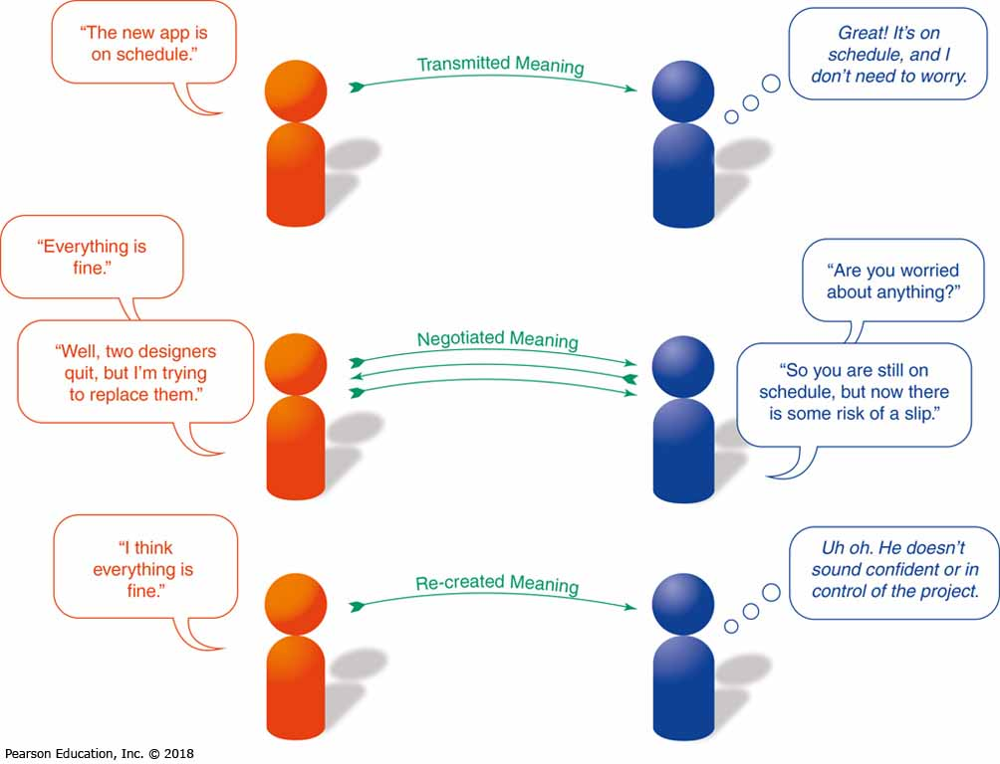 “The new app is
on schedule.”
Transmitted Meaning
Great! It’s on
schedule, and I
don’t need to worry.
“Everything is
fine.”
“Well, two designers
quit, but I’m trying
to replace them.”
Negotiated Meaning
“Are you worried
about anything?”
“So you are still on
schedule, but now there
is some risk of a slip.”
“I think
everything is
fine.”
Re-created Meaning
Uh oh. He doesn’t
sound confident or in
control of the project.
Pearson Education, Inc. © 2018